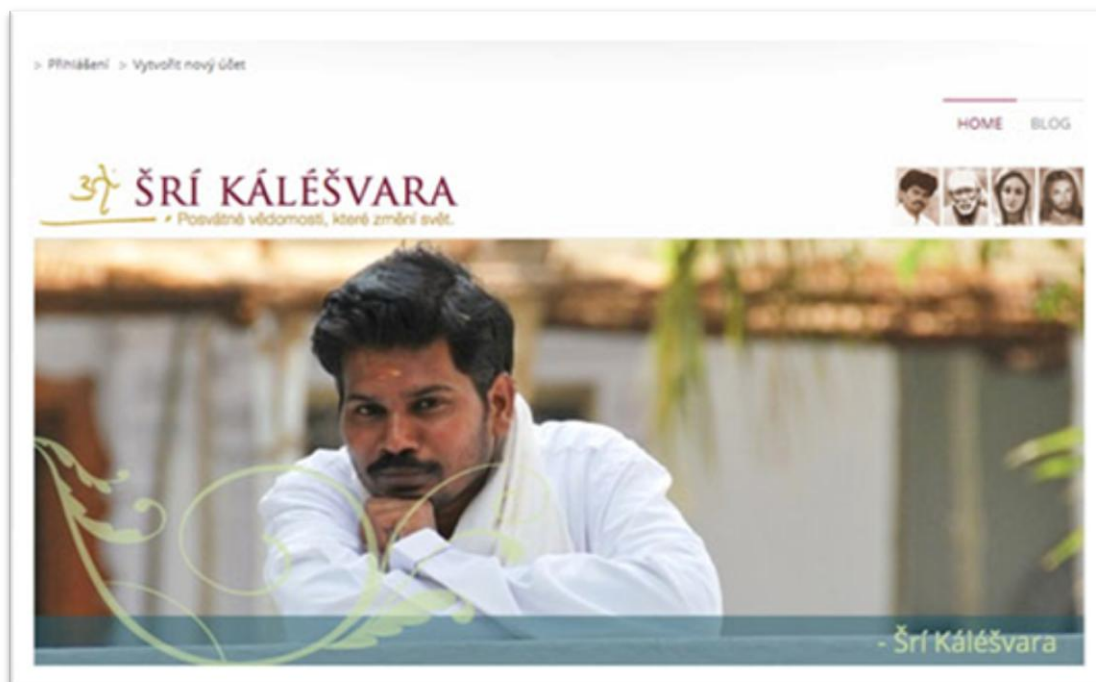 > Přihlášení > Vytvořit nový účet
HOME BLOG
ŠRÍ KÁLÉŠVARA
• Posvátné vědomosti, které změní svět.
- Šrí Káléšvara